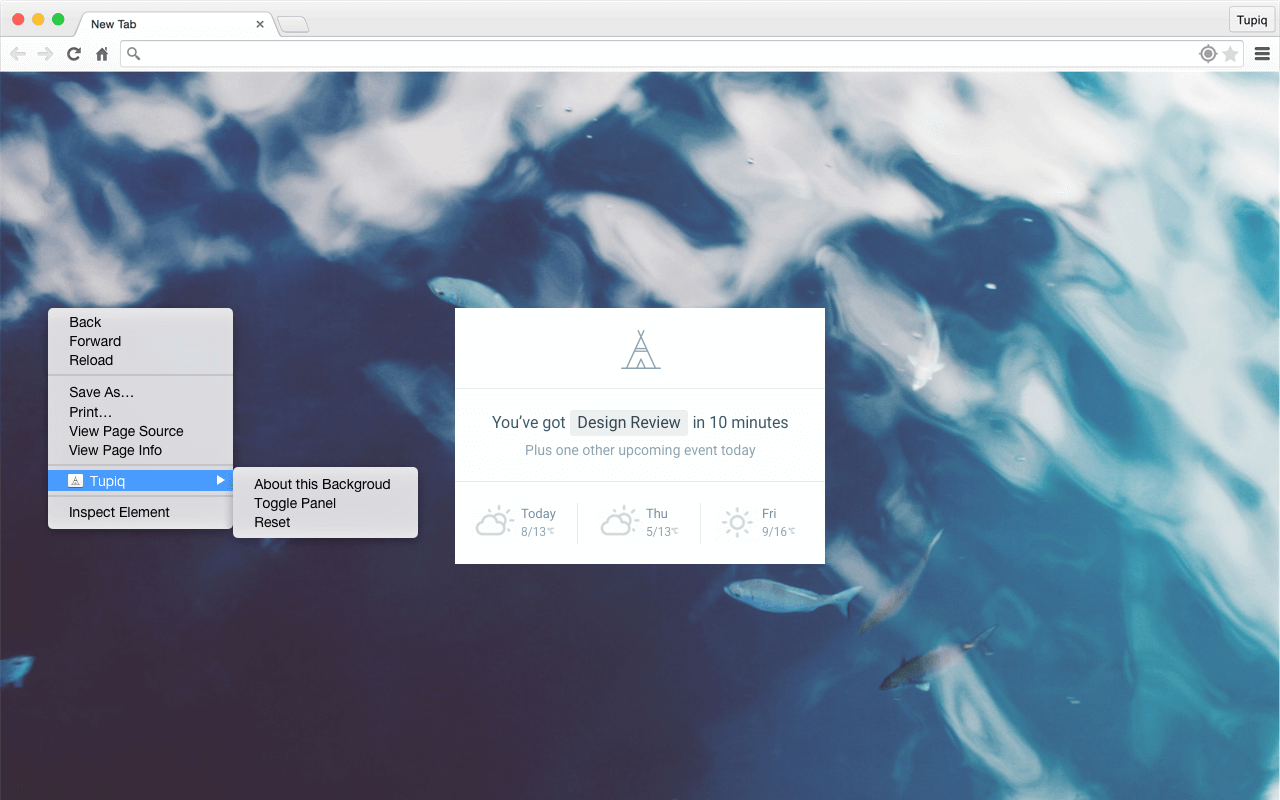 New Tab
Tupiq
Back
Forward
Reload
Save As…
Print…
View Page Source
View Page Info
Tupiq
Inspect Element
About this Backgroud
Toggle Panel
Reset
You’ve got Design Review in 10 minutes
Plus one other upcoming event today
Today
8/13℃
Thu
5/13℃
Fri
9/16℃